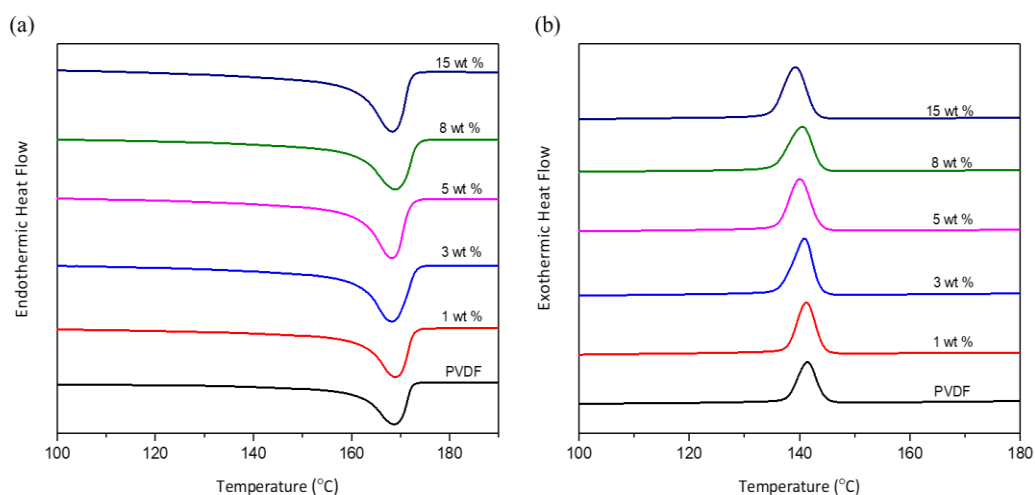 (a)
15 wt %
8 wt %
5 wt %
3 wt %
1 wt %
PVDF
Endothermic Heat Flow
100 120 140 160 180
Temperature (°C)
(b)
15 wt %
8 wt %
5 wt %
3 wt %
1 wt %
PVDF
Exothermic Heat Flow
100 120 140 160 180
Temperature (°C)